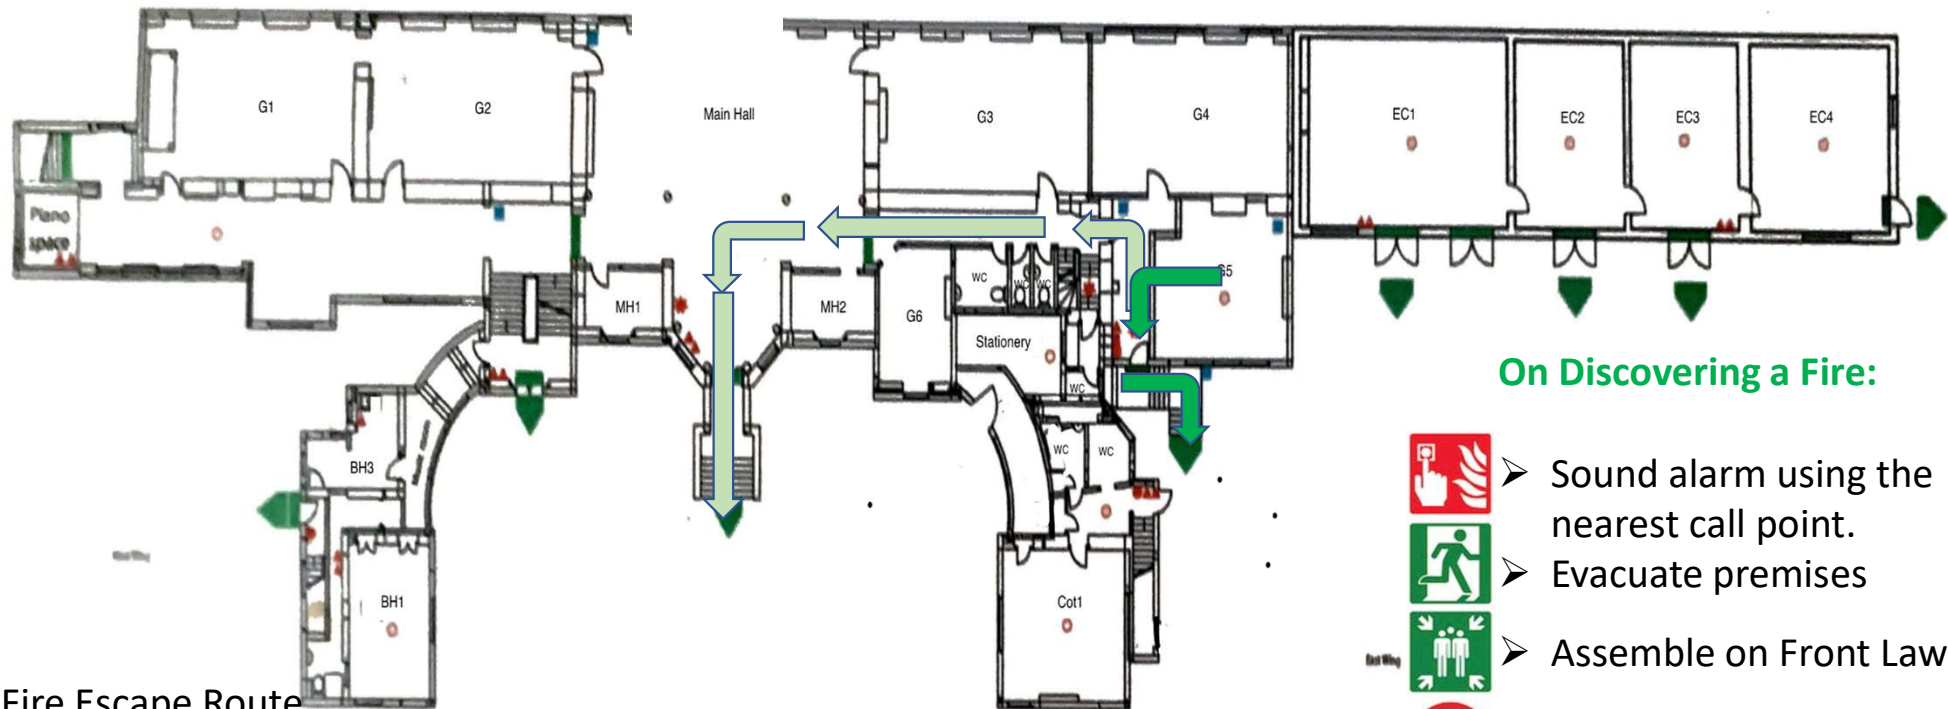 G1
G2
Main Hall
G3
G4
EC1
EC2
EC3
EC4
Piano
space
WC
WC
WC
G5
MH1
MH2
G6
Stationery
WC
On Discovering a Fire:
WC
WC
BH3
Sound alarm using the
nearest call point.
Evacuate premises
BH1
Cot1
East Wing
Assemble on Front Law
Fire Escape Route